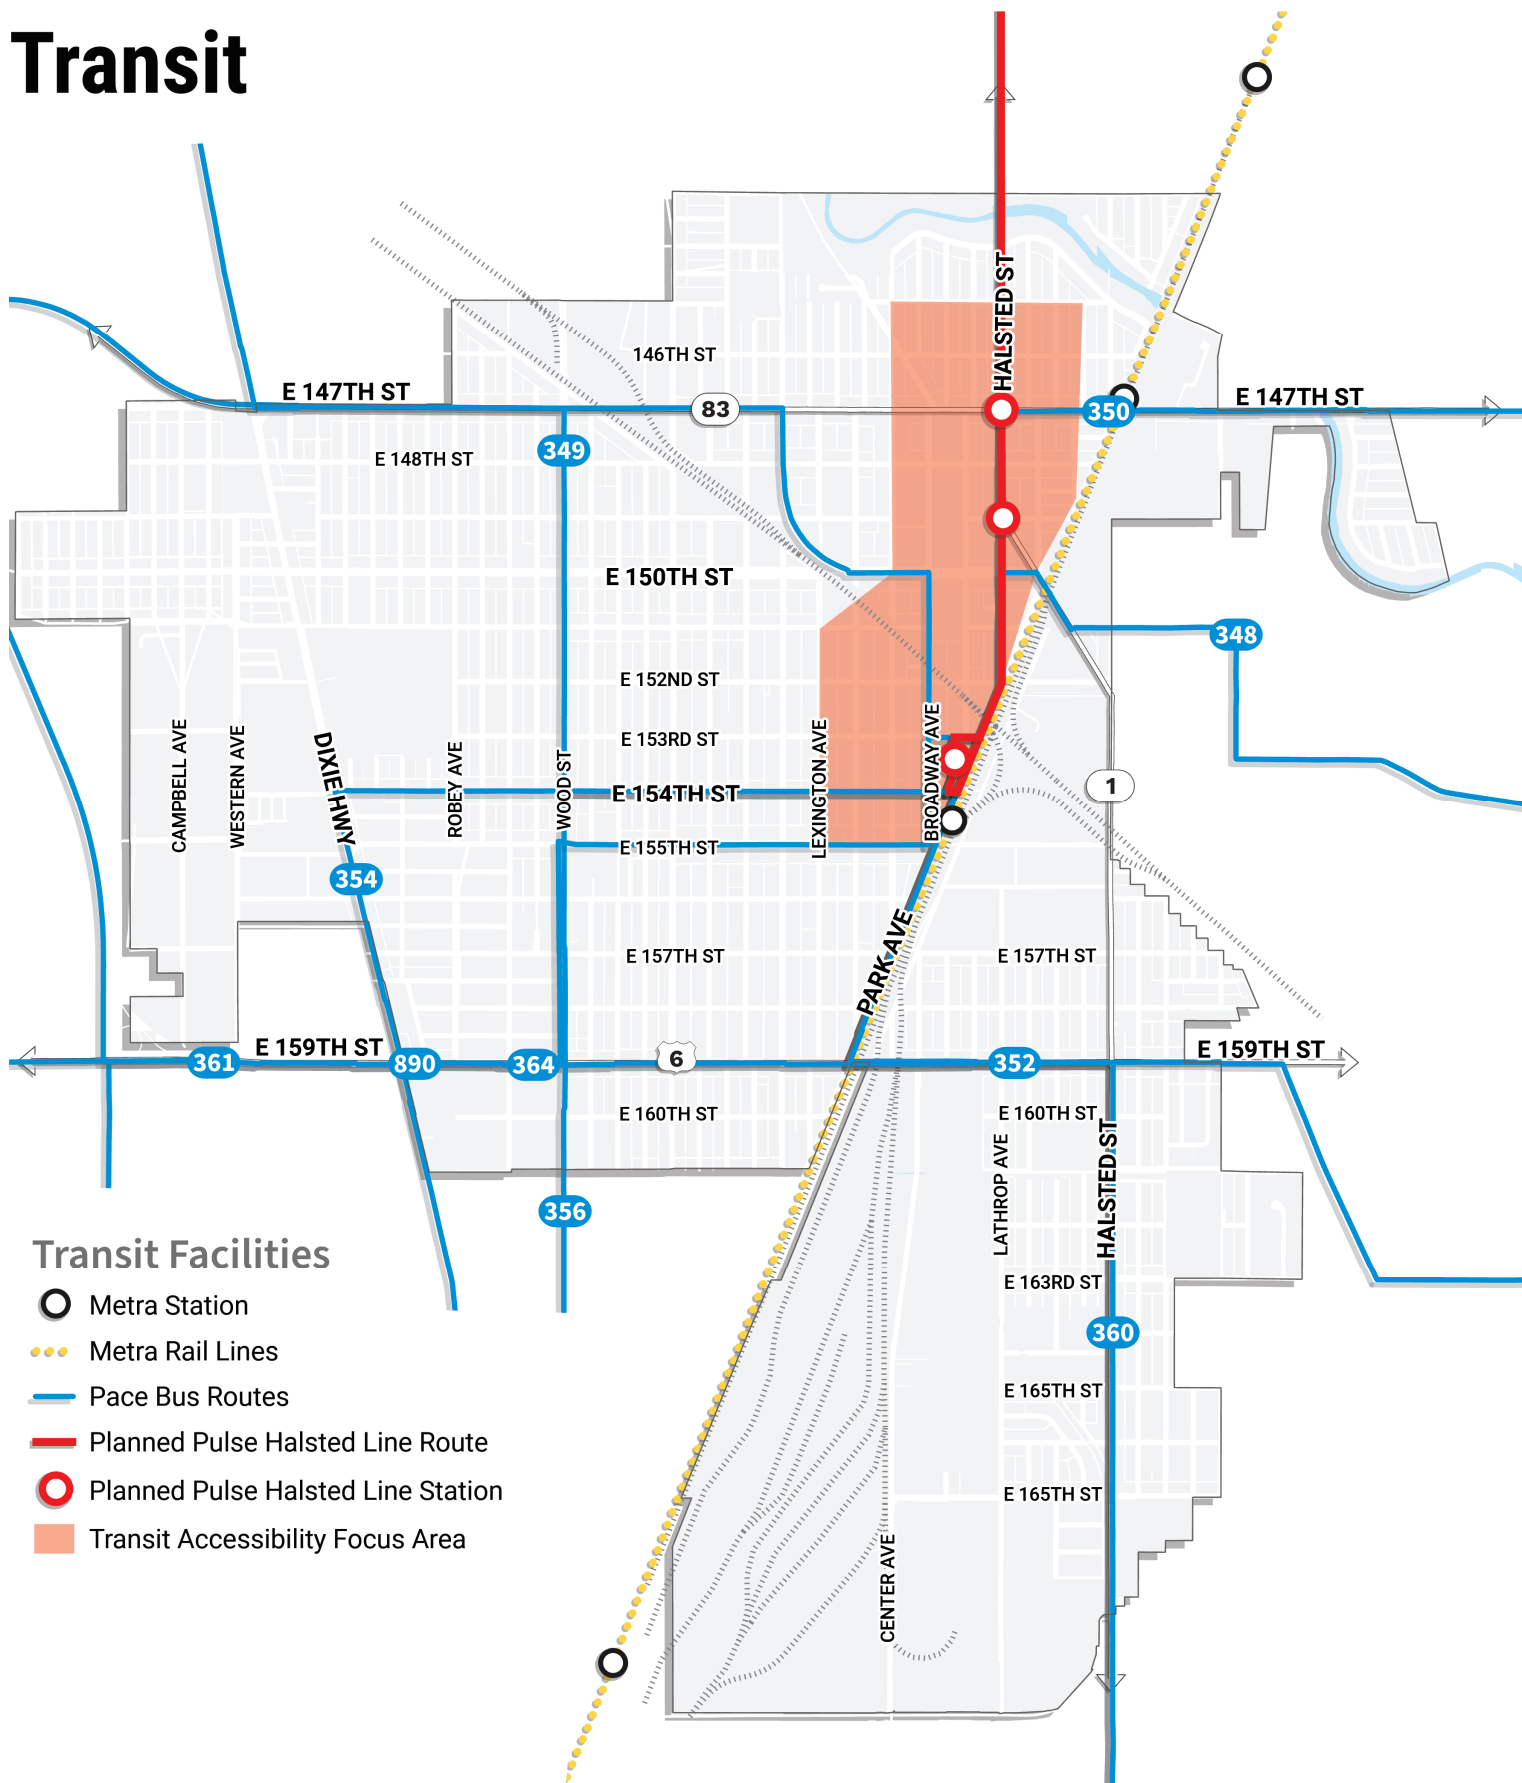 Transit
HALSTED ST
146TH ST
E 147TH ST
83
350
E 147TH ST
349
E 148TH ST
E 150TH ST
348
E 152ND ST
E 153RD ST
CAMPBELL AVE
WESTERN AVE
DIXIE HWY
ROBEY AVE
WOOD ST
E 154TH ST
LEXINGTON AVE
BROADWAY AVE
1
E 155TH ST
354
PARK AVE
E 157TH ST
E 157TH ST
E 159TH ST
361
890
364
6
352
E 159TH ST
E 160TH ST
E 160TH ST
LATHROP AVE
HALSTED ST
356
E 163RD ST
360
E 165TH ST
E 165TH ST
CENTER AVE
Transit Facilities
Metra Station
Metra Rail Lines
Pace Bus Routes
Planned Pulse Halsted Line Route
Planned Pulse Halsted Line Station
Transit Accessibility Focus Area